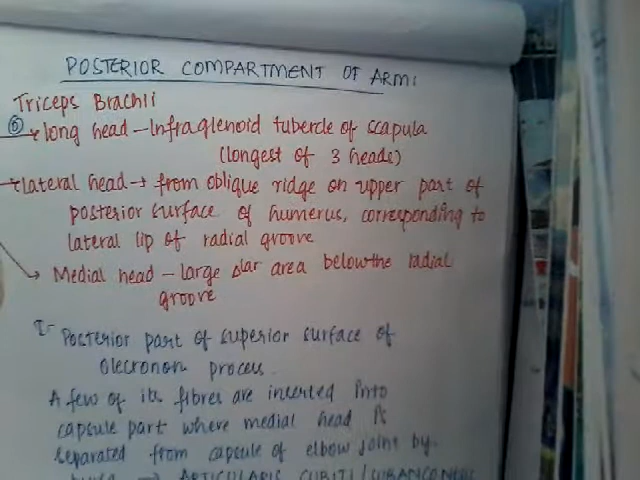 POSTERIOR COMPARTMENT OF ARM:
Triceps Brachii
O → long head - Infraglenoid tubercle of scapula
(longest of 3 heads)
→ lateral head → from oblique ridge on upper part of
posterior surface of humerus, corresponding to
lateral lip of radial groove
→ Medial head - large area below the radial
groove
I - Posterior part of superior surface of
Olecronon process
A few of its fibres are inserted into
capsule part where medial head is
separated from capsule of elbow joint by
→ ARTICULARIS CUBITI / SUBANCONEUS